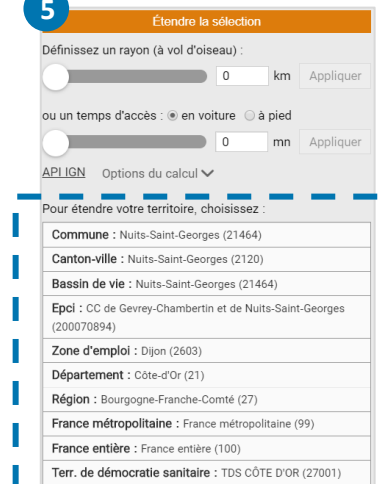 5
Étendre la sélection
Définissez un rayon (à vol d'oiseau) :
0 km Appliquer
ou un temps d'accès : en voiture à pied
0 mn Appliquer
API IGN Options du calcul
Pour étendre votre territoire, choisissez :
Commune : Nuits-Saint-Georges (21464)
Canton-ville : Nuits-Saint-Georges (2120)
Bassin de vie : Nuits-Saint-Georges (21464)
Epci : CC de Gevrey-Chambertin et de Nuits-Saint-Georges
(200070894)
Zone d'emploi : Dijon (2603)
Département : Côte-d'Or (21)
Région : Bourgogne-Franche-Comté (27)
France métropolitaine : France métropolitaine (99)
France entière : France entière (100)
Terr. de démocratie sanitaire : TDS CÔTE D'OR (27001)